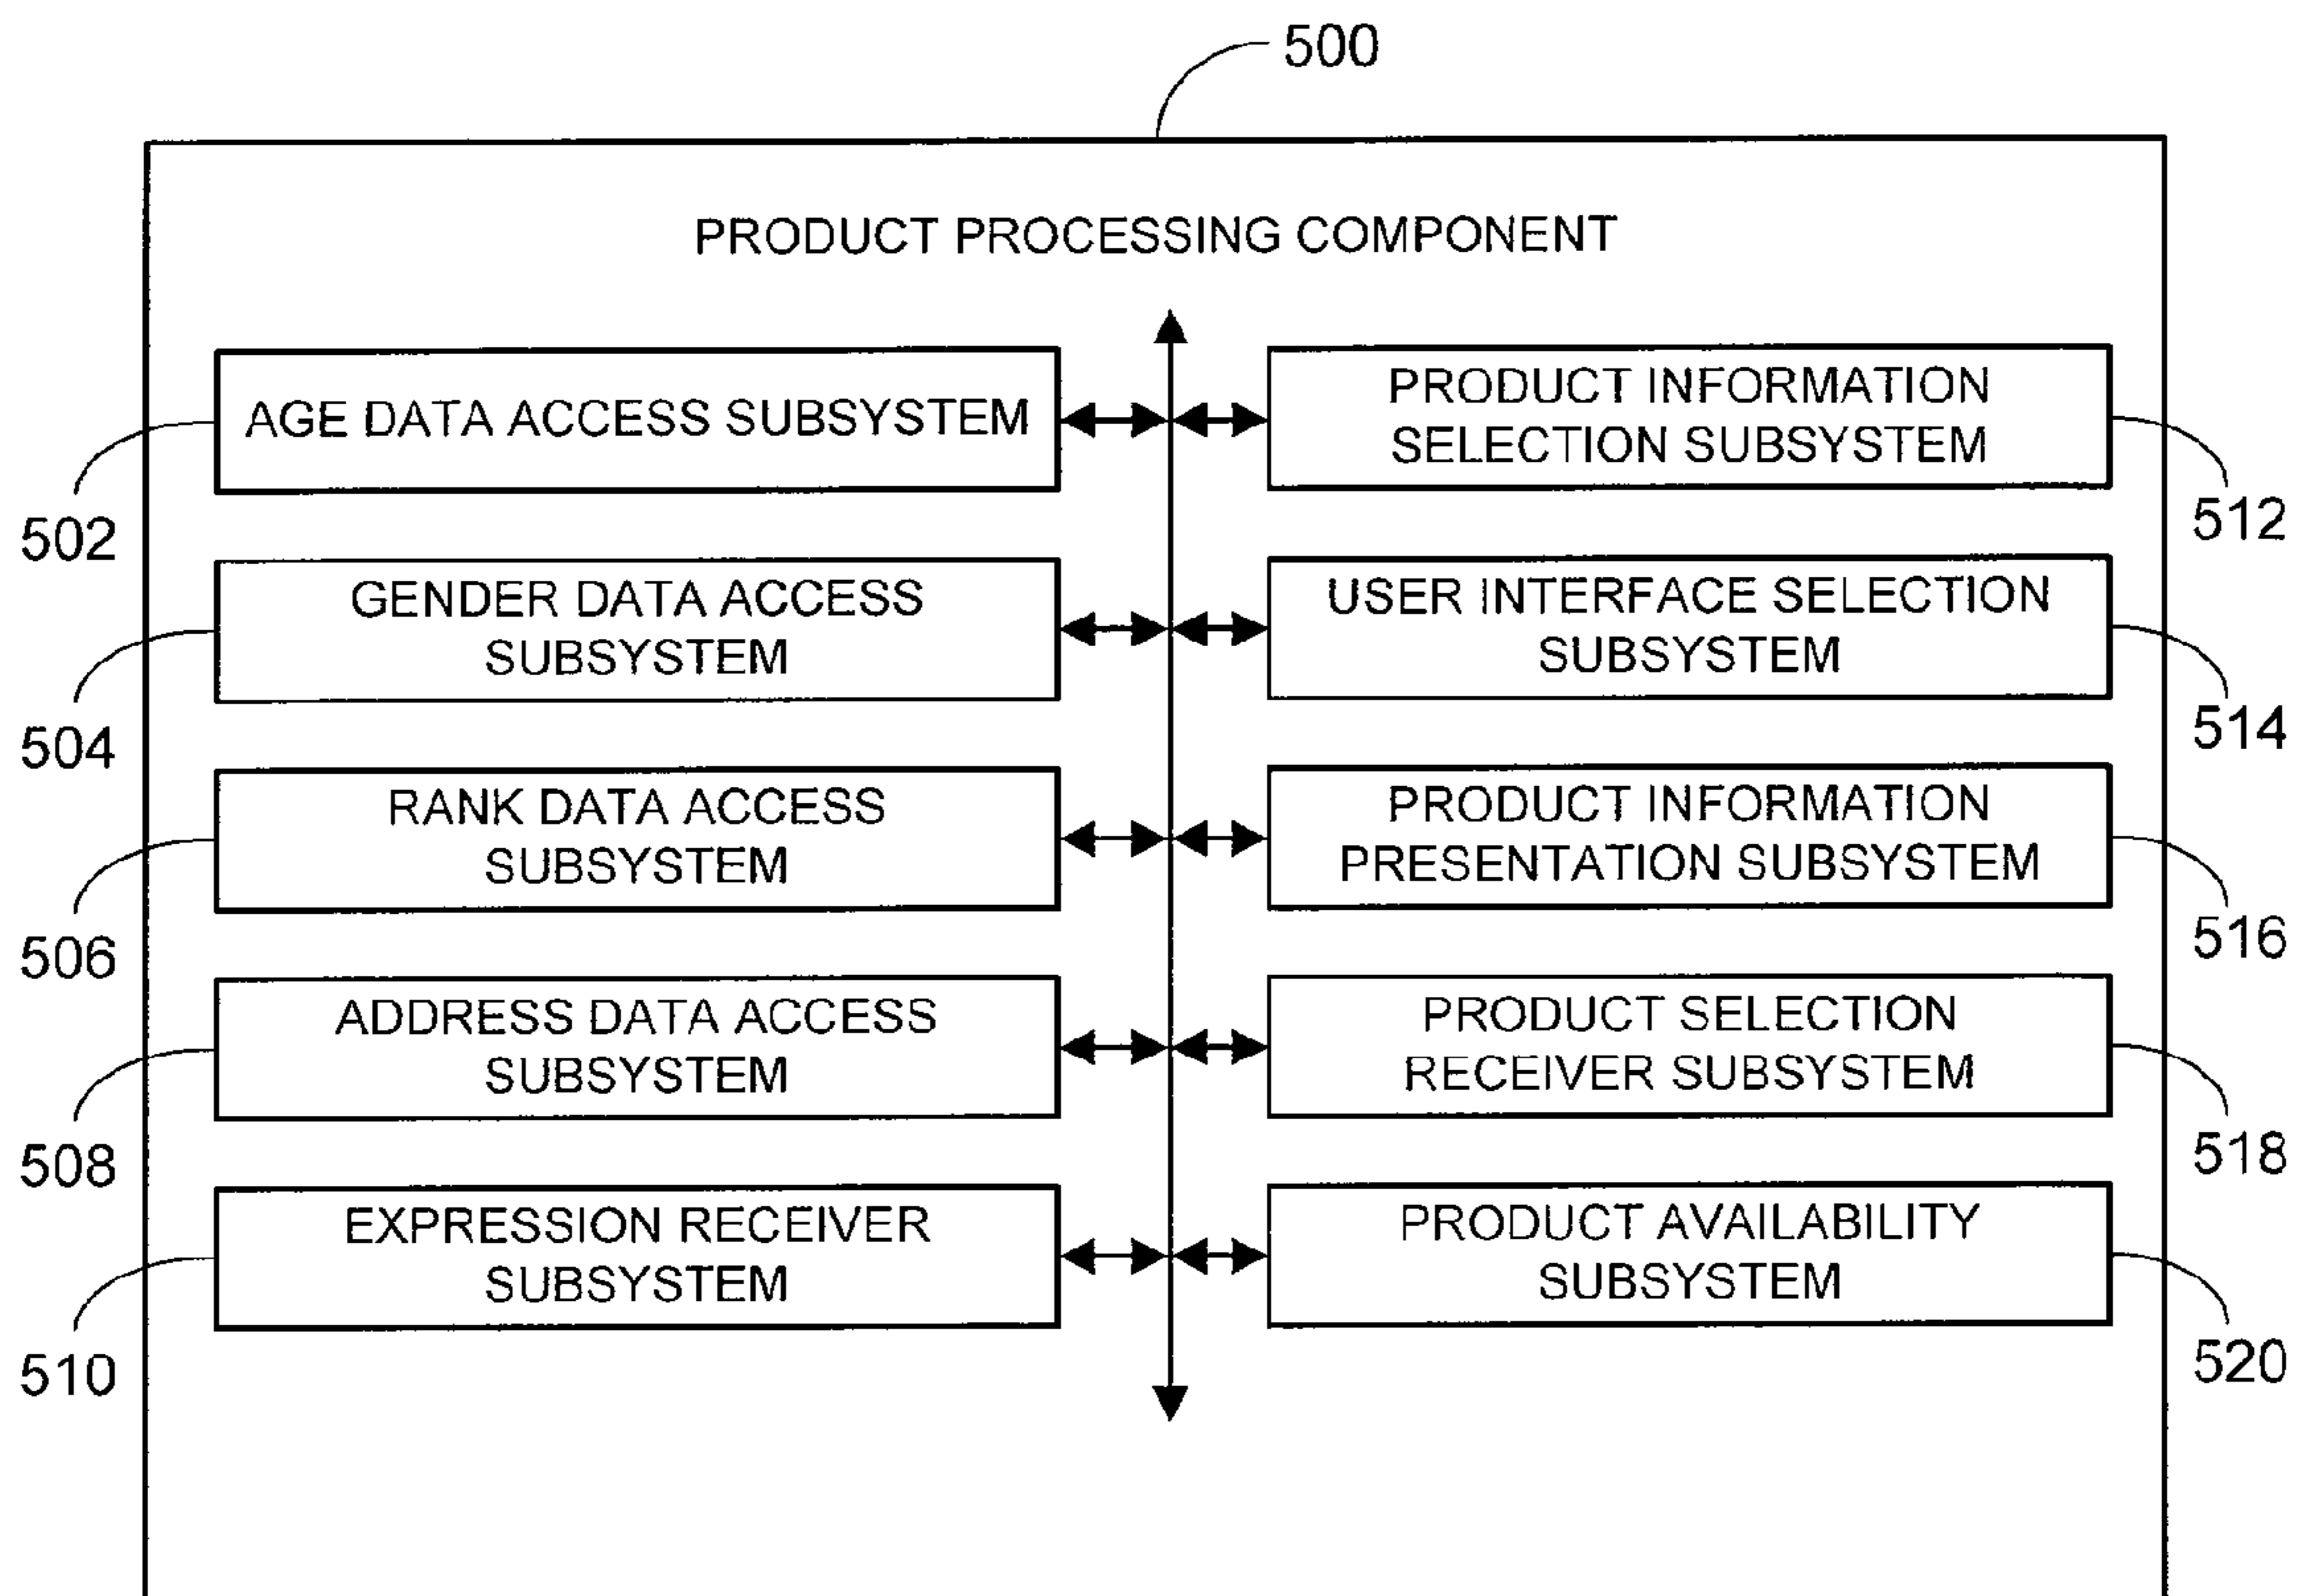 500
PRODUCT PROCESSING COMPONENT
AGE DATA ACCESS SUBSYSTEM
502
GENDER DATA ACCESS
SUBSYSTEM
504
RANK DATA ACCESS
SUBSYSTEM
506
ADDRESS DATA ACCESS
SUBSYSTEM
508
EXPRESSION RECEIVER
SUBSYSTEM
510
PRODUCT INFORMATION
SELECTION SUBSYSTEM
512
USER INTERFACE SELECTION
SUBSYSTEM
514
PRODUCT INFORMATION
PRESENTATION SUBSYSTEM
516
PRODUCT SELECTION
RECEIVER SUBSYSTEM
518
PRODUCT AVAILABILITY
SUBSYSTEM
520